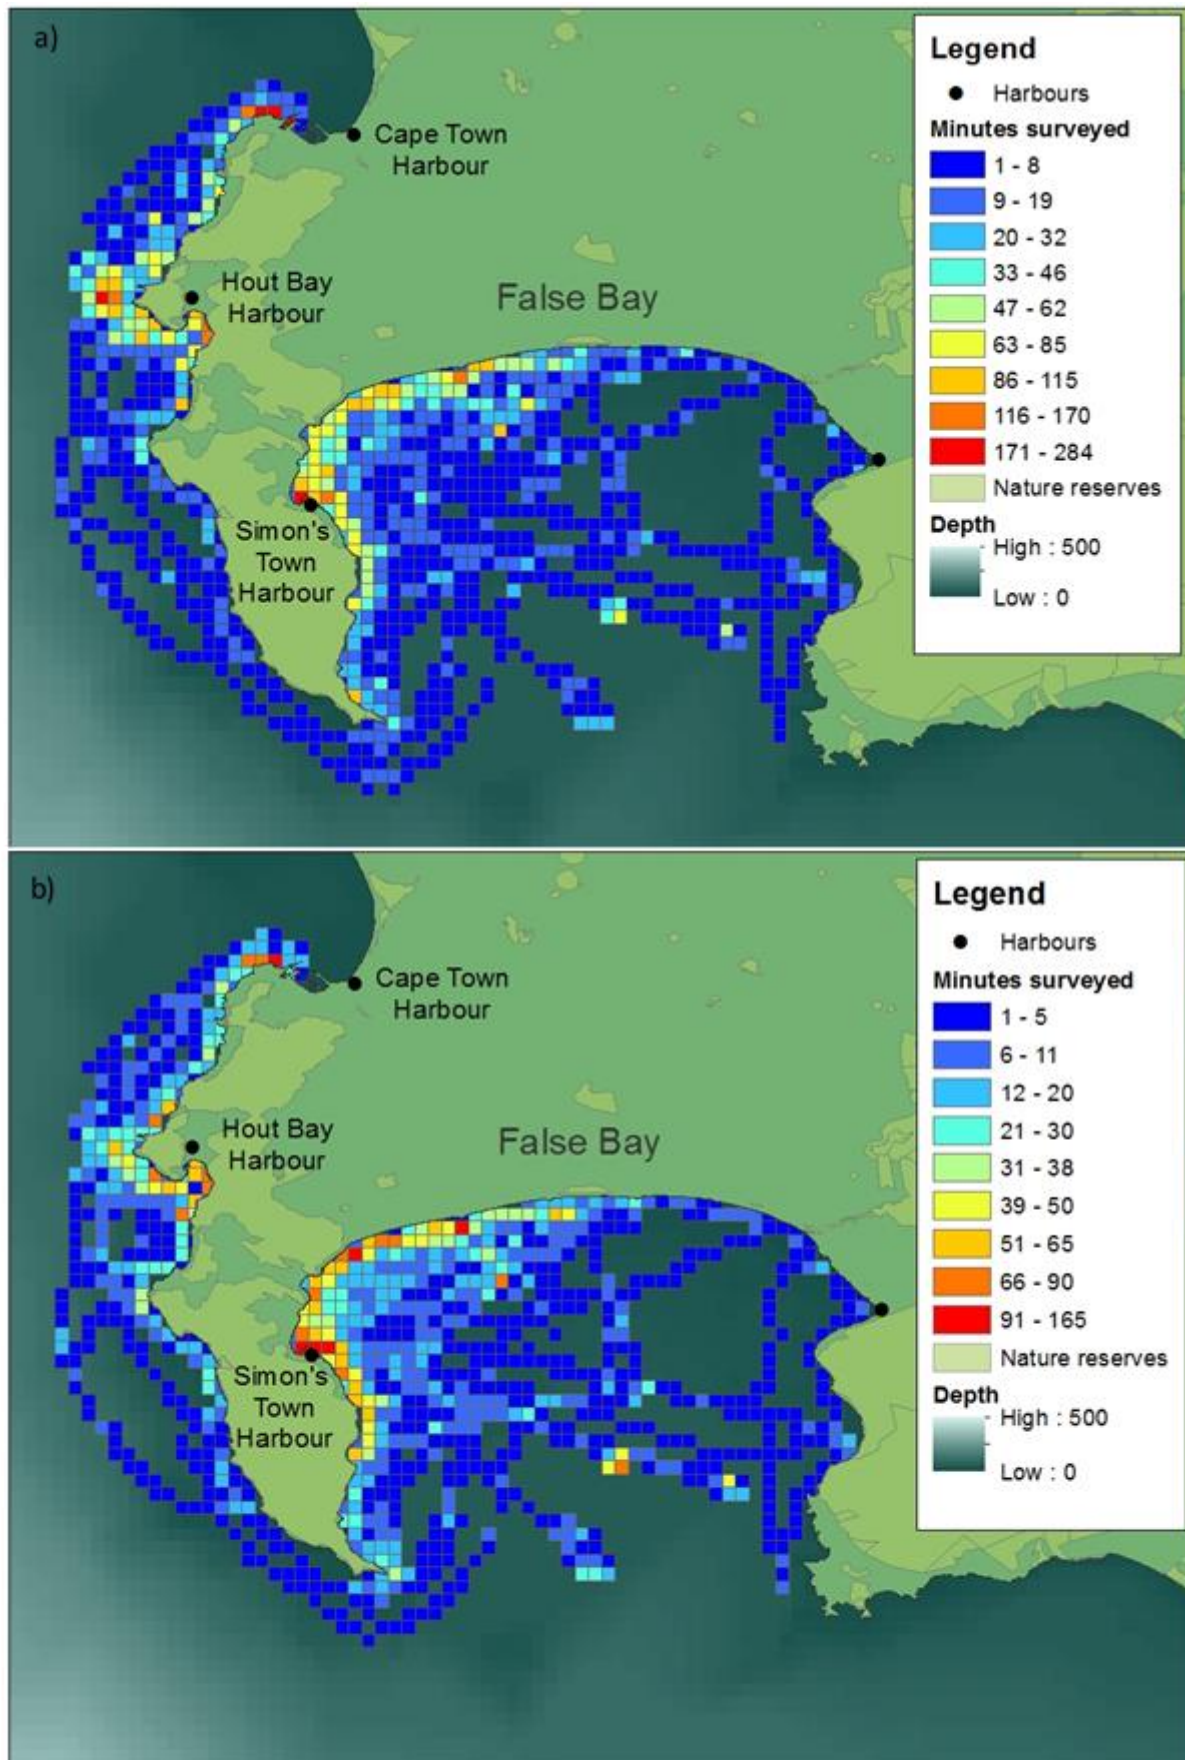 a)
Legend
Harbours
Minutes surveyed
1 - 8
9 - 19
20 - 32
33 - 46
47 - 62
63 - 85
86 - 115
116 - 170
171 - 284
Nature reserves
Depth
High : 500
Low : 0
Cape Town
Harbour
Hout Bay
Harbour
False Bay
Simon's
Town
Harbour
b)
Legend
Harbours
Minutes surveyed
1 - 5
6 - 11
12 - 20
21 - 30
31 - 38
39 - 50
51 - 65
66 - 90
91 - 165
Nature reserves
Depth
High : 500
Low : 0
Cape Town
Harbour
Hout Bay
Harbour
False Bay
Simon's
Town
Harbour